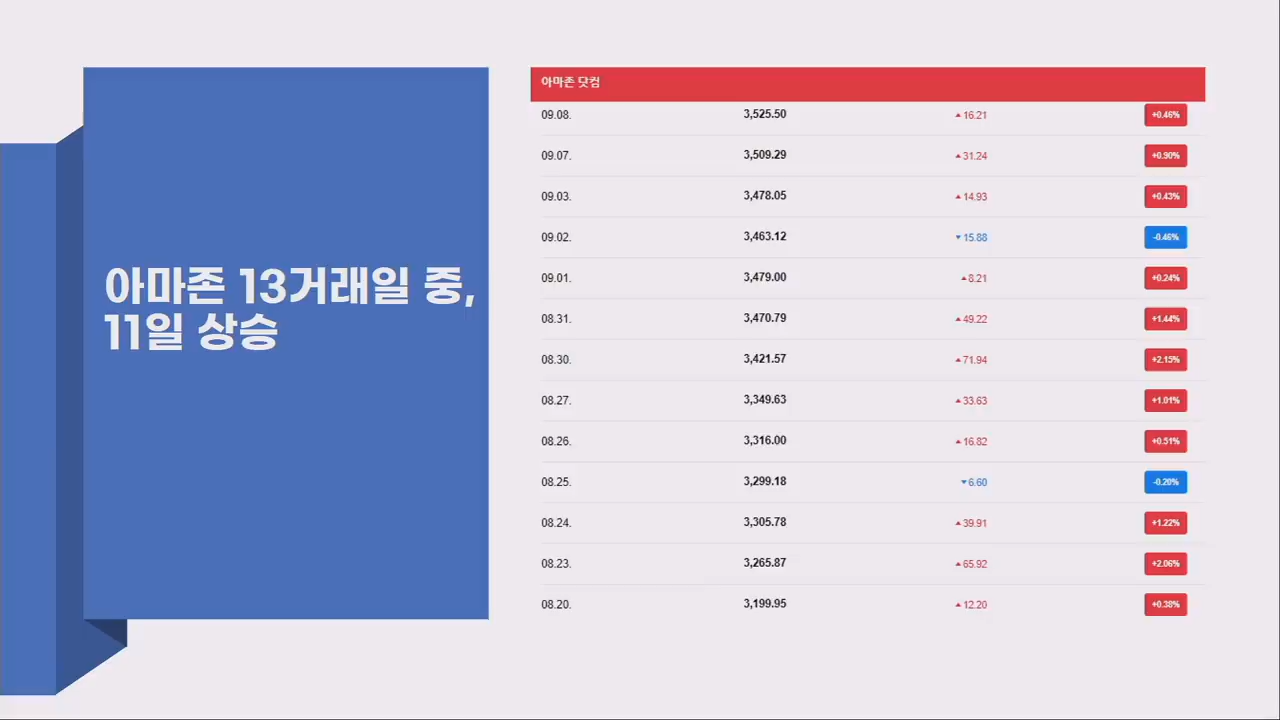 아마존 13거래일 중,
11일 상승
아마존 닷컴
09.08. 3,525.50 ▲16.21 +0.46%
09.07. 3,509.29 ▲31.24 +0.90%
09.03. 3,478.05 ▲14.93 +0.43%
09.02. 3,463.12 ▼15.88 -0.46%
09.01. 3,479.00 ▲8.21 +0.24%
08.31. 3,470.79 ▲49.22 +1.44%
08.30. 3,421.57 ▲71.94 +2.15%
08.27. 3,349.63 ▲33.63 +1.01%
08.26. 3,316.00 ▲16.82 +0.51%
08.25. 3,299.18 ▼6.60 -0.20%
08.24. 3,305.78 ▲39.91 +1.22%
08.23. 3,265.87 ▲65.92 +2.06%
08.20. 3,199.95 ▲12.20 +0.38%